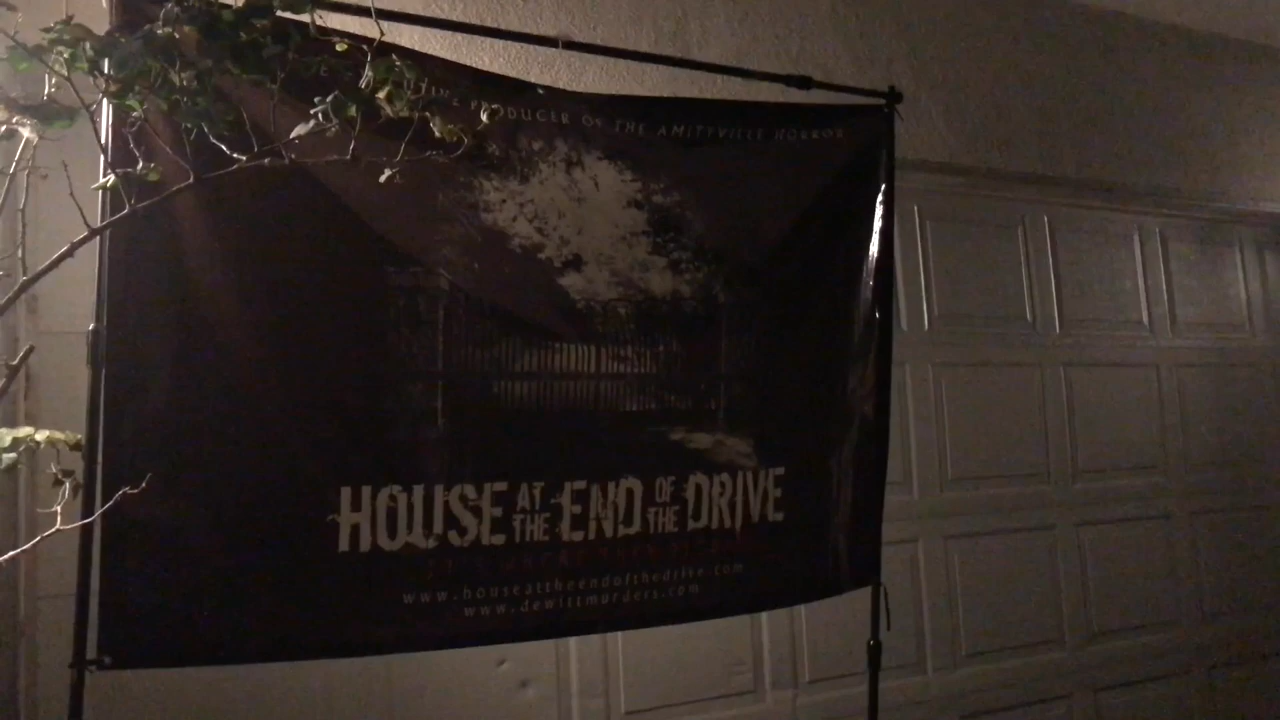 PRODUCER OF THE AMITYVILLE HORROR
HOUSE AT THE END OF THE DRIVE
www.houseattheendofthedrive.com
www.dewittmurders.com